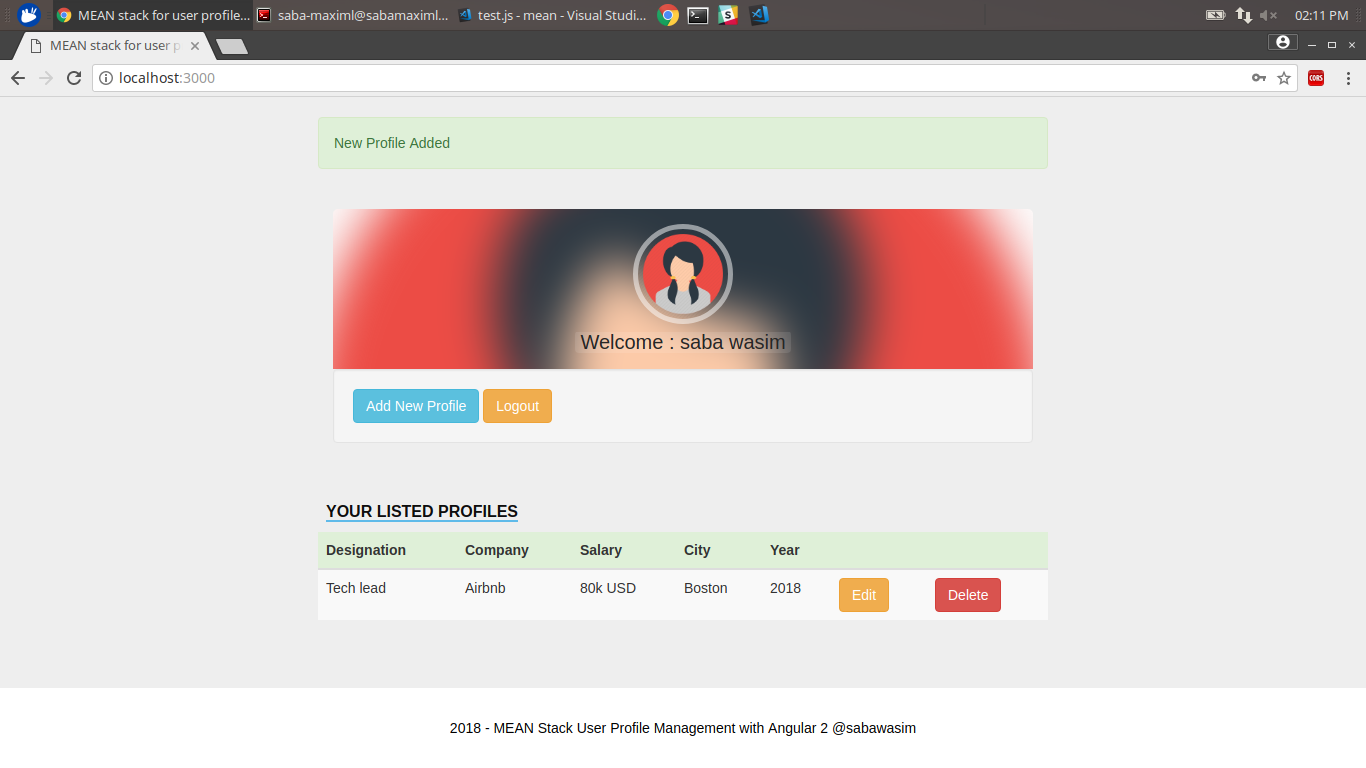 MEAN stack for user profile...
saba-maximl@sabamaximl...
test.js - mean - Visual Studi...
02:11 PM
MEAN stack for user p
localhost:3000
CORS
New Profile Added
Welcome : saba wasim
Add New Profile
Logout
YOUR LISTED PROFILES
Designation Company Salary City Year
Tech lead Airbnb 80k USD Boston 2018 Edit Delete
2018 - MEAN Stack User Profile Management with Angular 2 @sabawasim